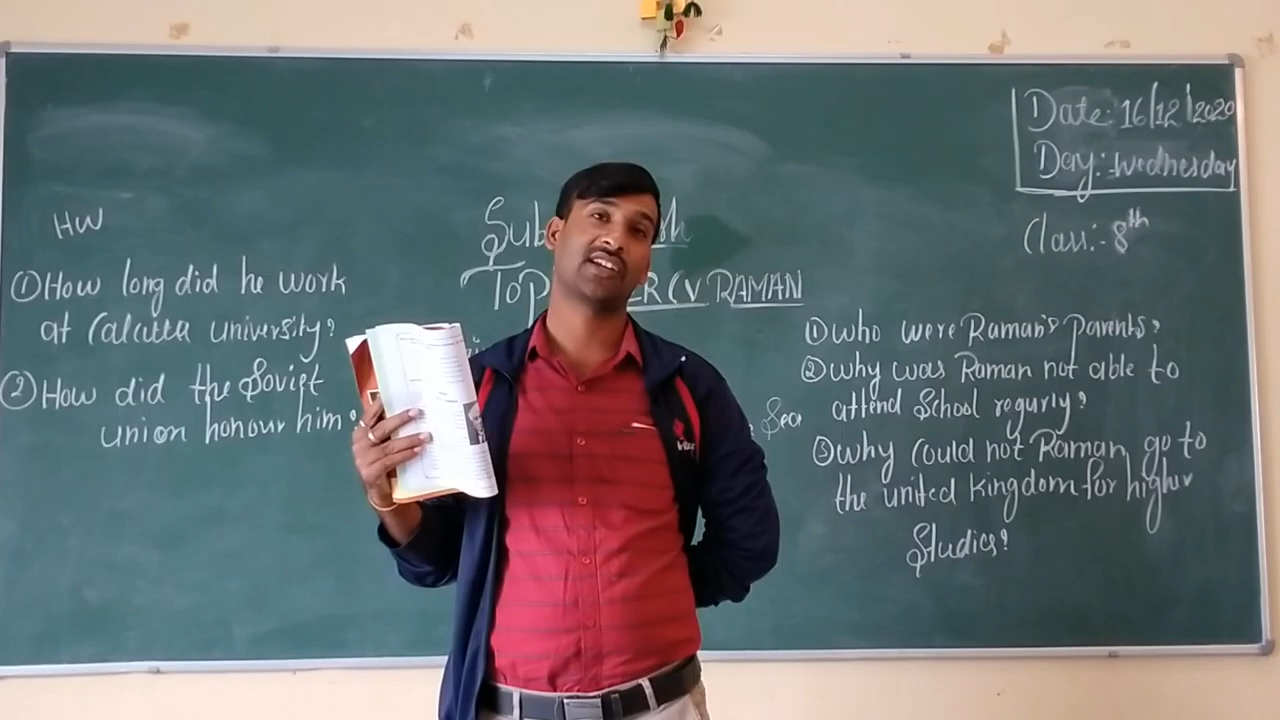 HW
① How long did he work
at Calcutta university?
② How did the Soviet
union honour him?
Sub
TOP
R CV RAMAN
Date: 16/12/2020
Day: Wednesday
Class:- 8th
① who were Raman's Parents?
② why was Raman not able to
attend School regurly?
③ why could not Raman go to
the united kingdom for higher
Studies?